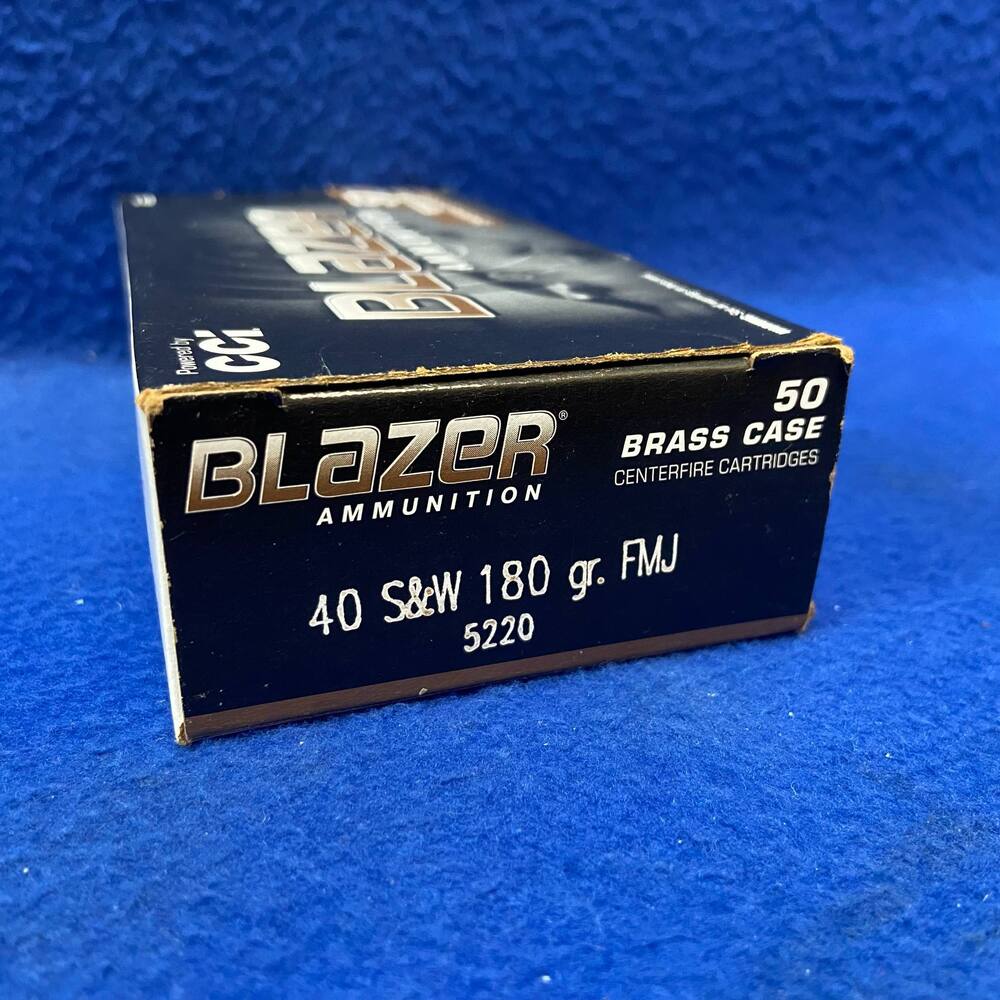 BLazeR
Powered by
CCi
BLazeR®
AMMUNITION
50
BRASS CASE
CENTERFIRE CARTRIDGES
40 S&W 180 gr. FMJ
5220